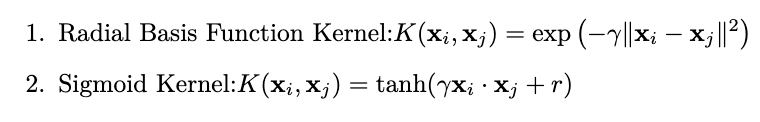 1. Radial Basis Function Kernel:K(xᵢ, xⱼ) = exp (−γ‖xᵢ − xⱼ‖²)
2. Sigmoid Kernel:K(xᵢ, xⱼ) = tanh(γxᵢ · xⱼ + r)